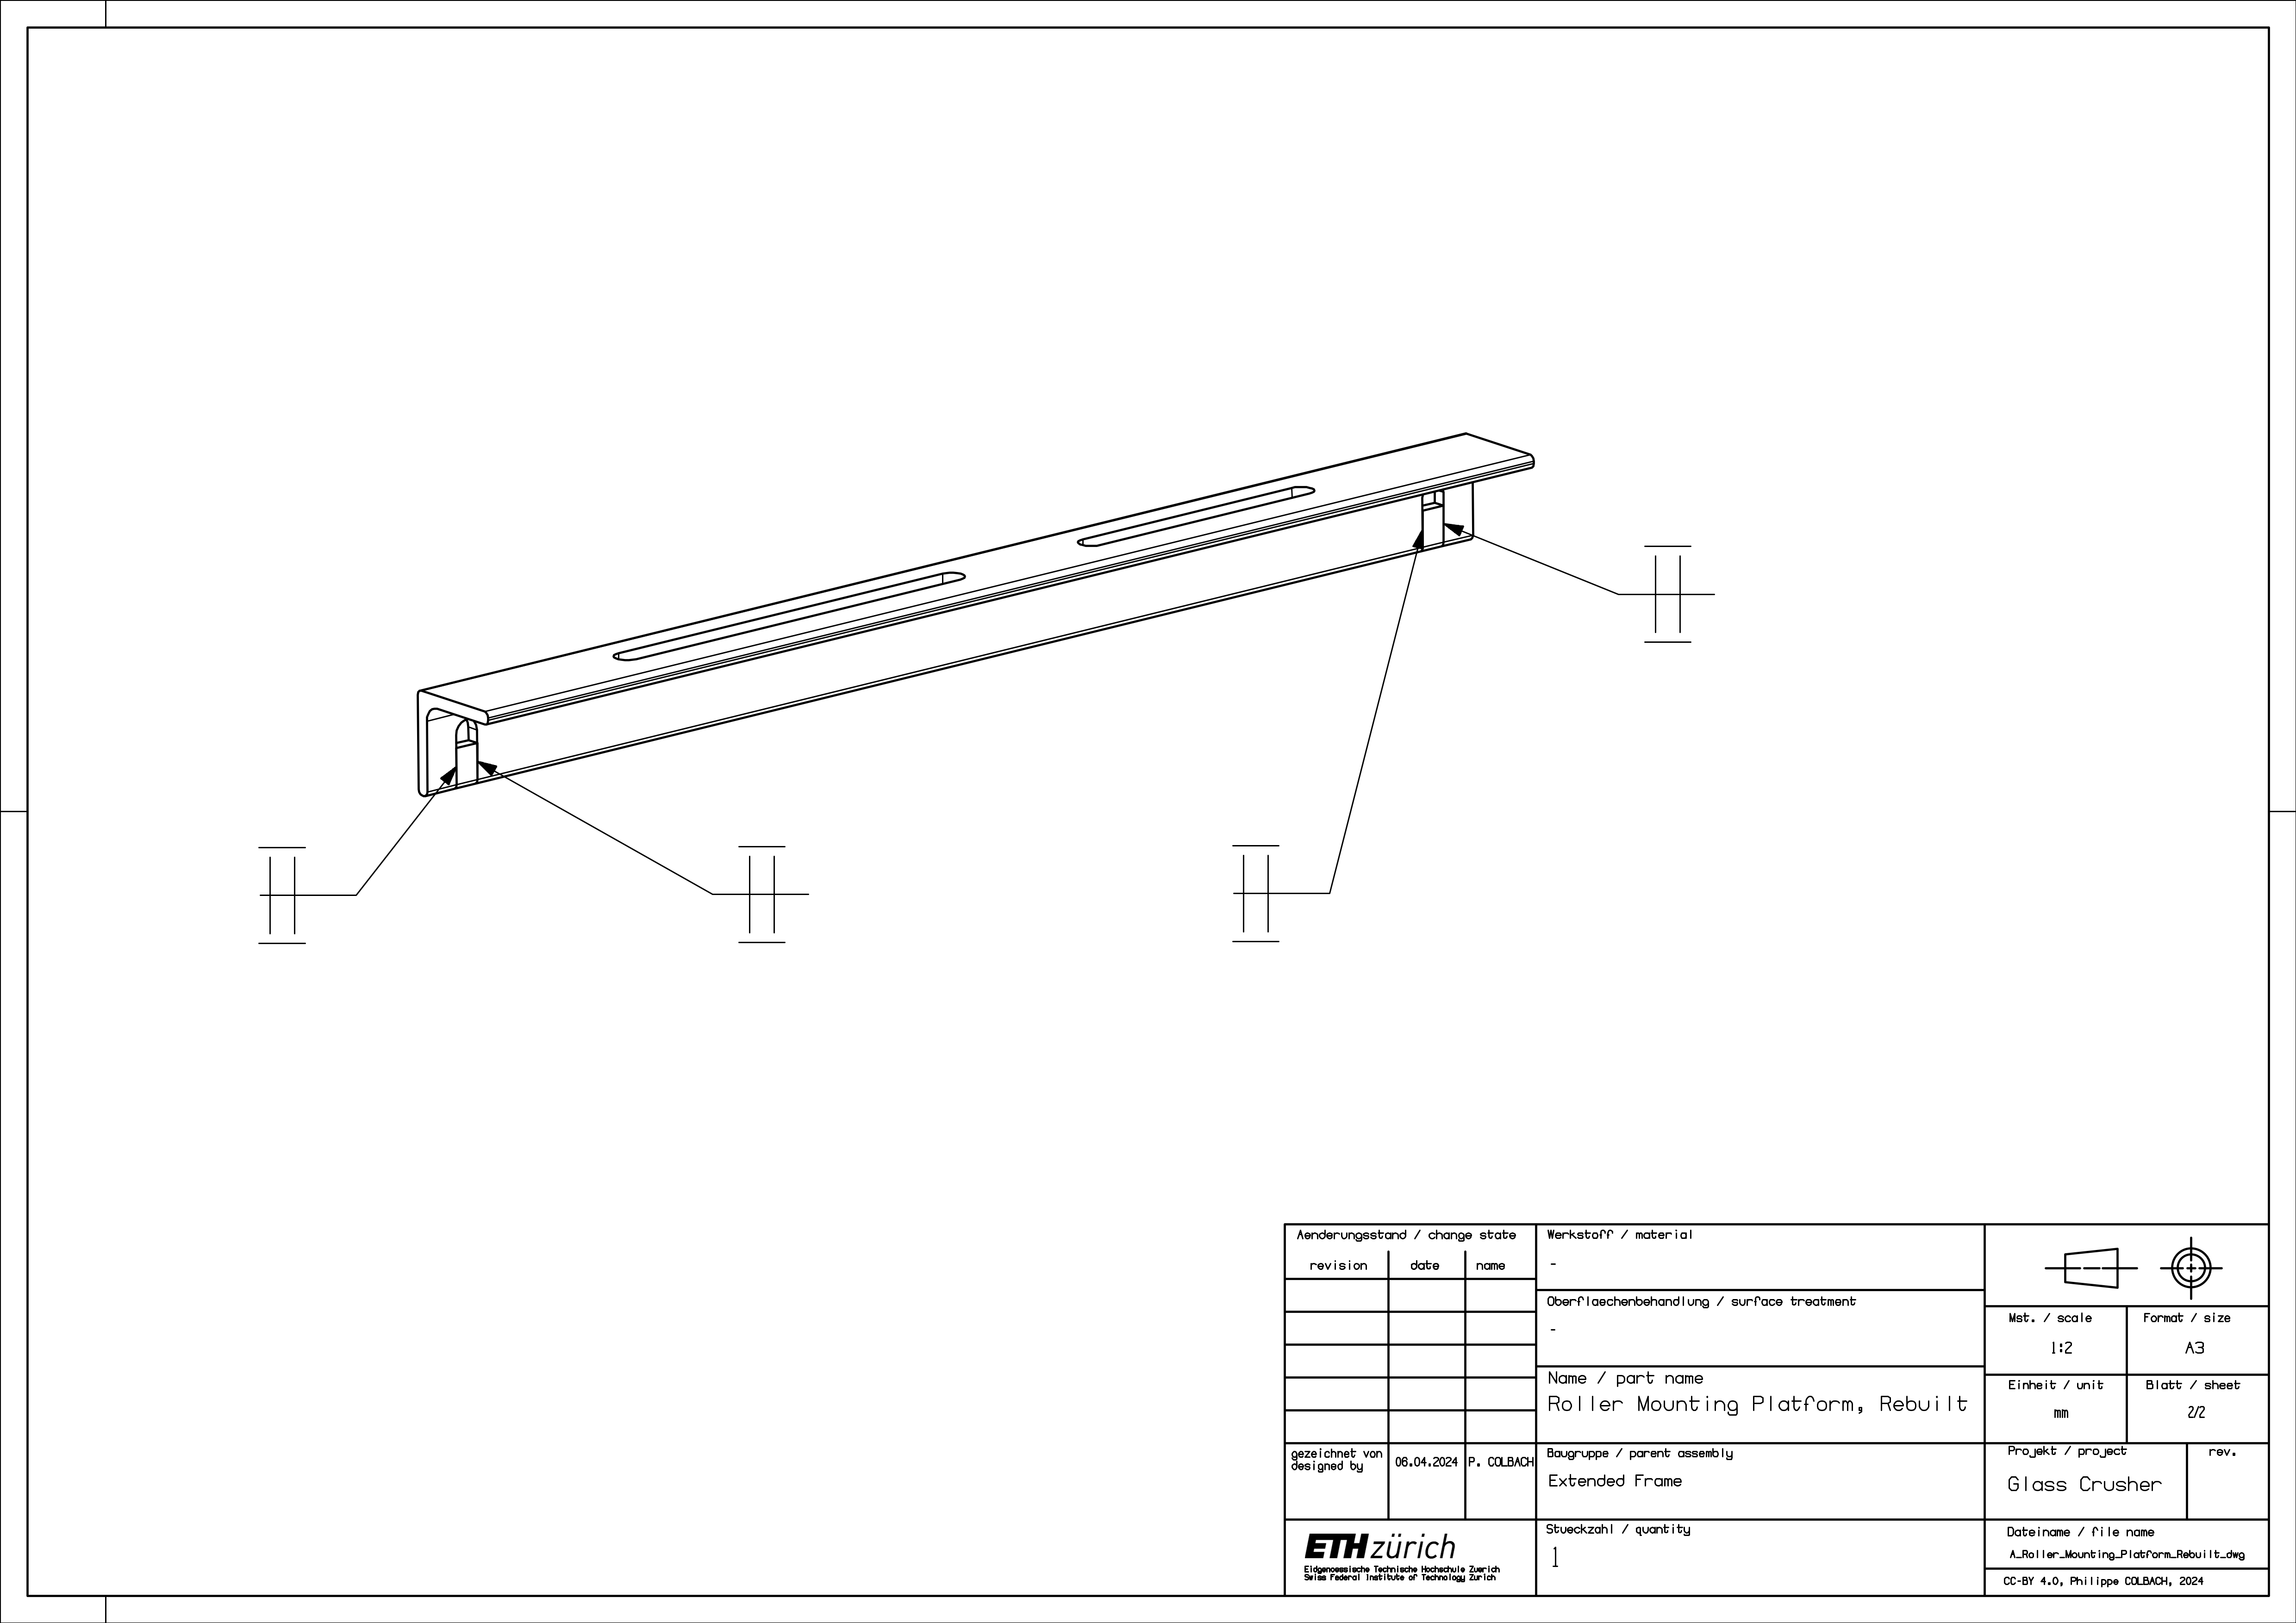 Aenderungsstand / change state
revision date name
gezeichnet von
designed by
06.04.2024 P. COLBACH
ETH zürich
Eidgenoessische Technische Hochschule Zuerich
Swiss Federal Institute of Technology Zurich
Werkstoff / material
-
Oberflaechenbehandlung / surface treatment
-
Name / part name
Roller Mounting Platform, Rebuilt
Baugruppe / parent assembly
Extended Frame
Stueckzahl / quantity
1
Mst. / scale
1:2
Format / size
A3
Einheit / unit
mm
Blatt / sheet
2/2
Projekt / project
Glass Crusher
rev.
Dateiname / file name
A_Roller_Mounting_Platform_Rebuilt_dwg
CC-BY 4.0, Philippe COLBACH, 2024